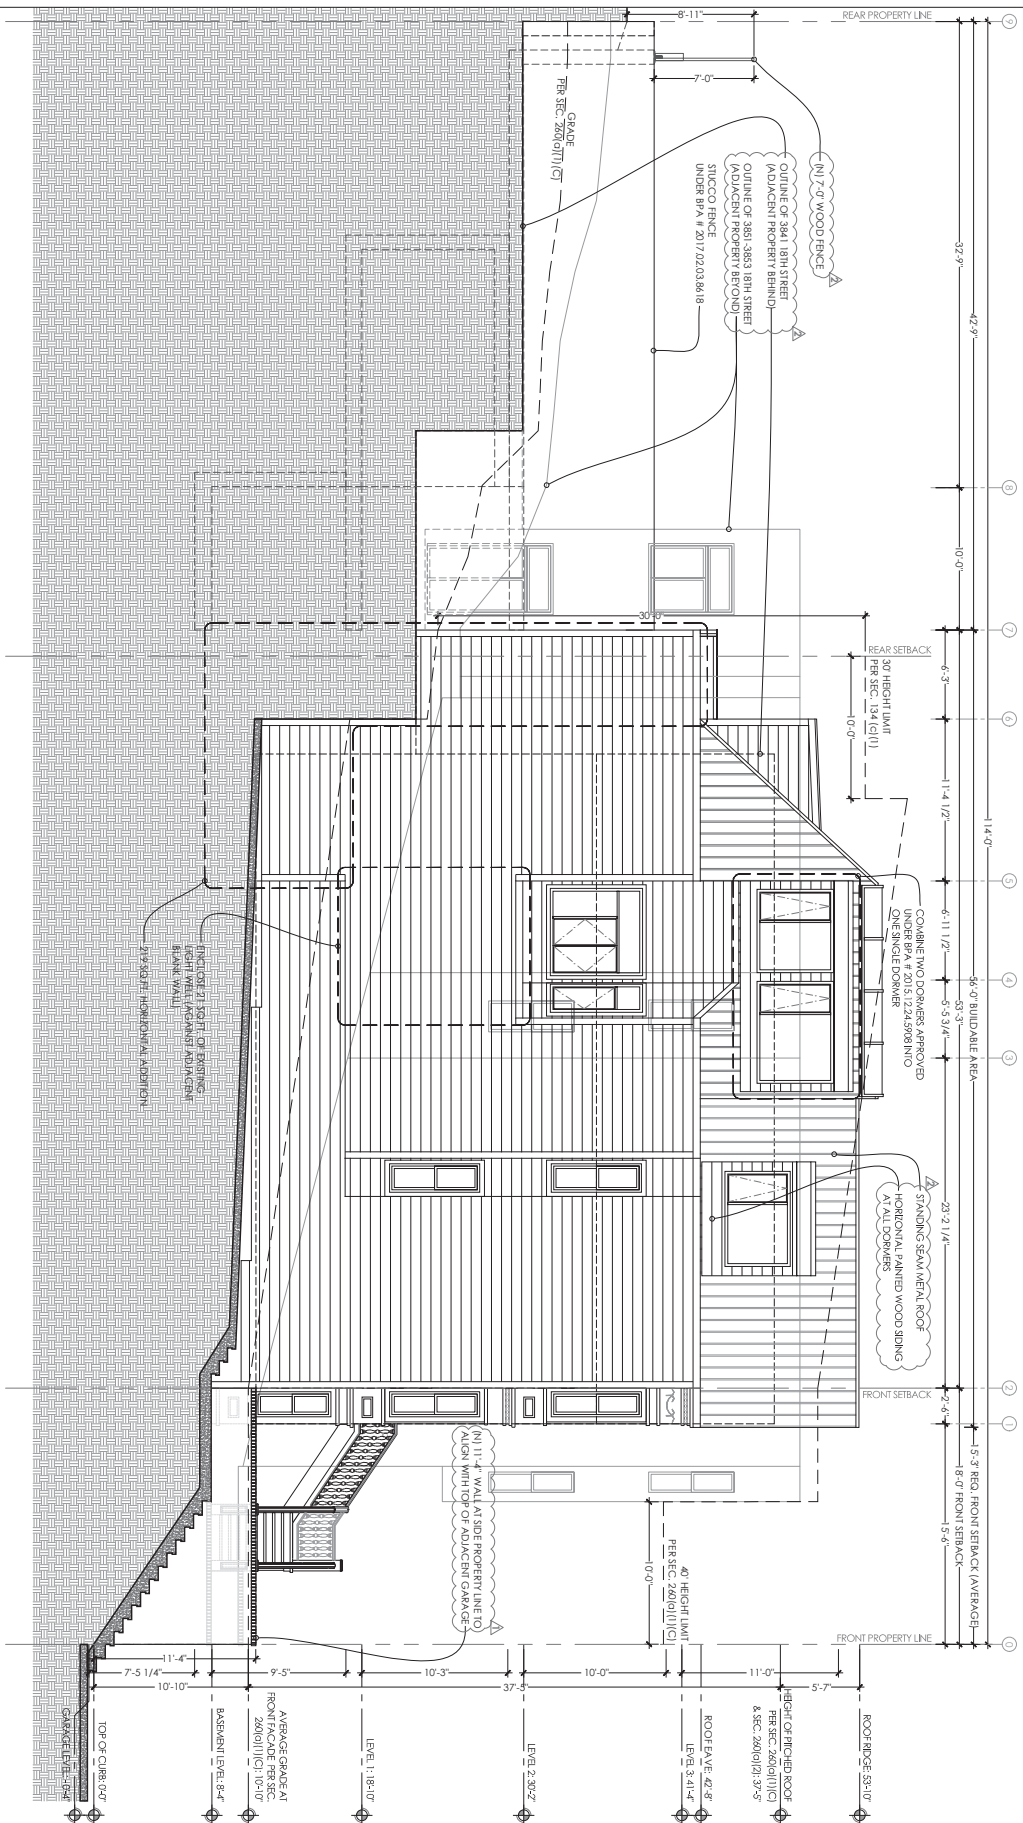 REAR PROPERTY LINE
8'-11"
7'-0"
9
GRADE
PER SEC. 260(a)(1)(C)
(N) 7'-0" WOOD FENCE
2
OUTLINE OF 3841 18TH STREET
(ADJACENT PROPERTY BEHIND)
OUTLINE OF 3851-3853 18TH STREET
(ADJACENT PROPERTY BEYOND)
2
STUCCO FENCE
UNDER BPA # 2017.02.03.8618
32'-9"
42'-9"
8
10'-0"
7
30'-0"
REAR SETBACK
30' HEIGHT LIMIT
PER SEC. 134 (c)(1)
10'-0"
6'-3"
6
11'-4 1/2"
114'-0"
5
COMBINE TWO DORMERS APPROVED
UNDER BPA # 2015.12.24.5908 INTO
ONE SINGLE DORMER
6'-11 1/2"
4
56'-0" BUILDABLE AREA
53'-3"
5'-5 3/4"
3
ENCLOSE 21 SQ.FT. OF EXISTING
LIGHT WELL (AGAINST ADJACENT
BLANK WALL)
219 SQ.FT. HORIZONTAL ADDITION
2
STANDING SEAM METAL ROOF
HORIZONTAL PAINTED WOOD SIDING
AT ALL DORMERS
23'-2 1/4"
FRONT SETBACK
2
2'-6"
1
15'-3" REQ. FRONT SETBACK (AVERAGE)
18'-0" FRONT SETBACK
15'-6"
(N) 11'-4" WALL AT SIDE PROPERTY LINE TO
ALIGN WITH TOP OF ADJACENT GARAGE
40' HEIGHT LIMIT
PER SEC. 260(a)(1)(C)
10'-0"
FRONT PROPERTY LINE
0
11'-4"
7'-5 1/4"
10'-10"
9'-5"
10'-3"
37'-5"
10'-0"
11'-0"
5'-7"
ROOF RIDGE: 53'-10"
HEIGHT OF PITCHED ROOF
PER SEC. 260(a)(1)(C)
& SEC. 260(a)(2): 37'-5"
ROOF EAVE: 42'-8"
LEVEL 3: 41'-4"
LEVEL 2: 30'-2"
LEVEL 1: 18'-10"
AVERAGE GRADE AT
FRONT FACADE, PER SEC.
260(a)(1)(C): 10'-10"
BASEMENT LEVEL: 8'-4"
TOP OF CURB: 0'-0"